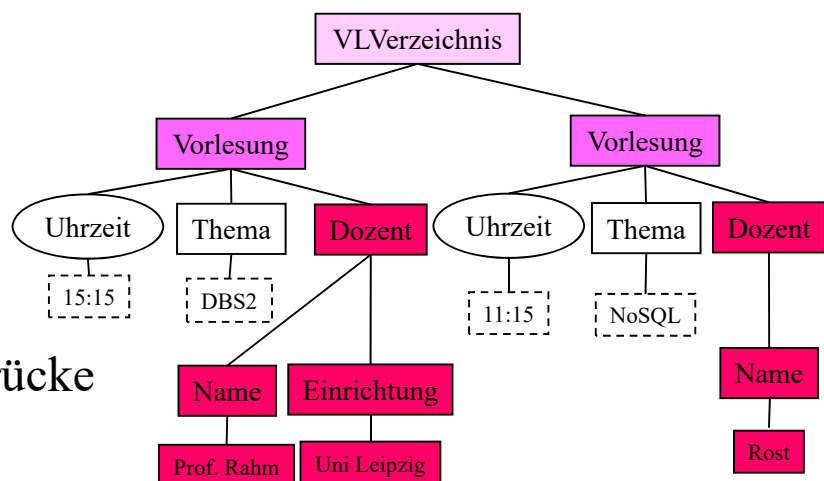 VLVerzeichnis
Vorlesung
Vorlesung
Uhrzeit
Thema
Dozent
Uhrzeit
Thema
Dozent
15:15
DBS2
11:15
NoSQL
rücke
Name
Einrichtung
Name
Prof. Rahm
Uni Leipzig
Rost